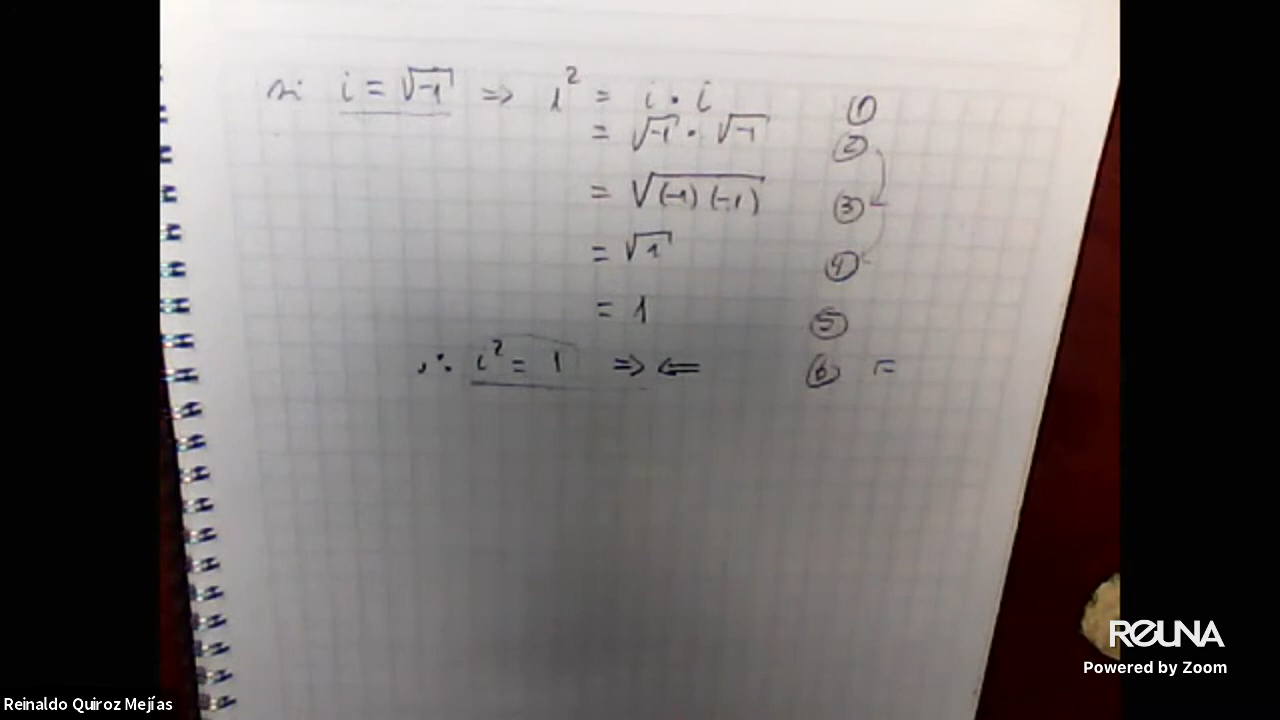 si i = √-1 ⇒ i² = i · i ①
= √-1 · √-1 ②
= √(-1)(-1) ③
= √1 ④
= 1 ⑤
∴ i² = 1 ⇒⇐ ⑥
REUNA
Powered by Zoom
Reinaldo Quiroz Mejías